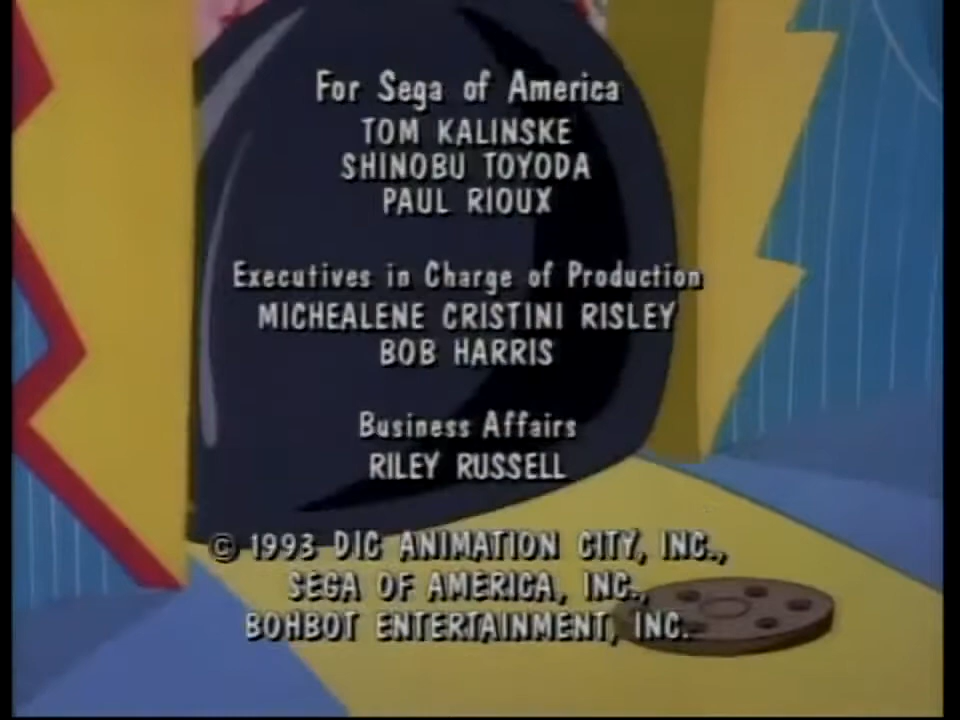 For Sega of America
TOM KALINSKE
SHINOBU TOYODA
PAUL RIOUX
Executives in Charge of Production
MICHEALENE CRISTINI RISLEY
BOB HARRIS
Business Affairs
RILEY RUSSELL
© 1993 DIC ANIMATION CITY, INC.,
SEGA OF AMERICA, INC.,
BOHBOT ENTERTAINMENT, INC.